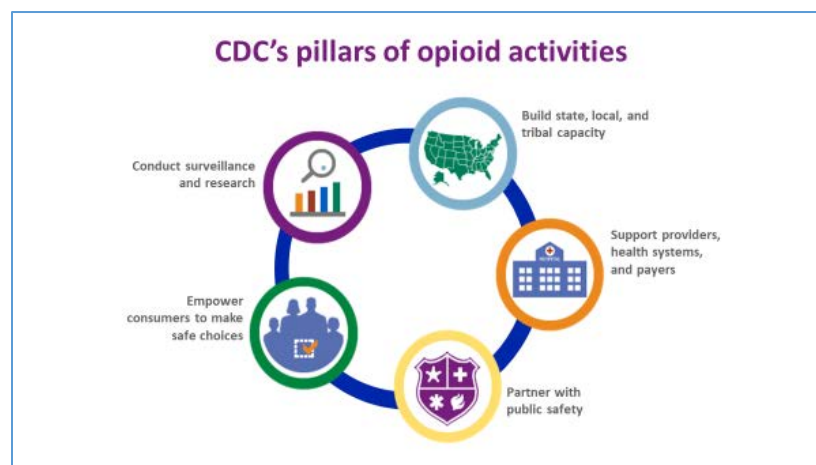 CDC's pillars of opioid activities
Build state, local, and
tribal capacity
Conduct surveillance
and research
Support providers,
health systems,
and payers
Empower
consumers to make
safe choices
Partner with
public safety
HOSPITAL